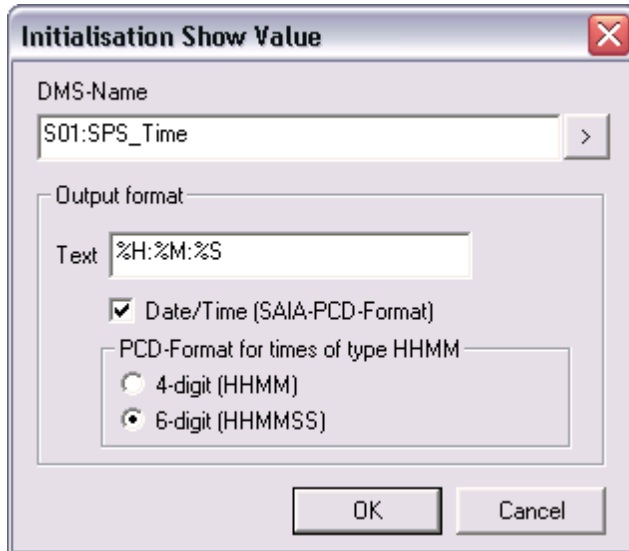 Initialisation Show Value
DMS-Name
S01:SPS_Time
>
Output format
Text %H:%M:%S
Date/Time (SAIA-PCD-Format)
PCD-Format for times of type HHMM
4-digit (HHMM)
6-digit (HHMMSS)
OK Cancel